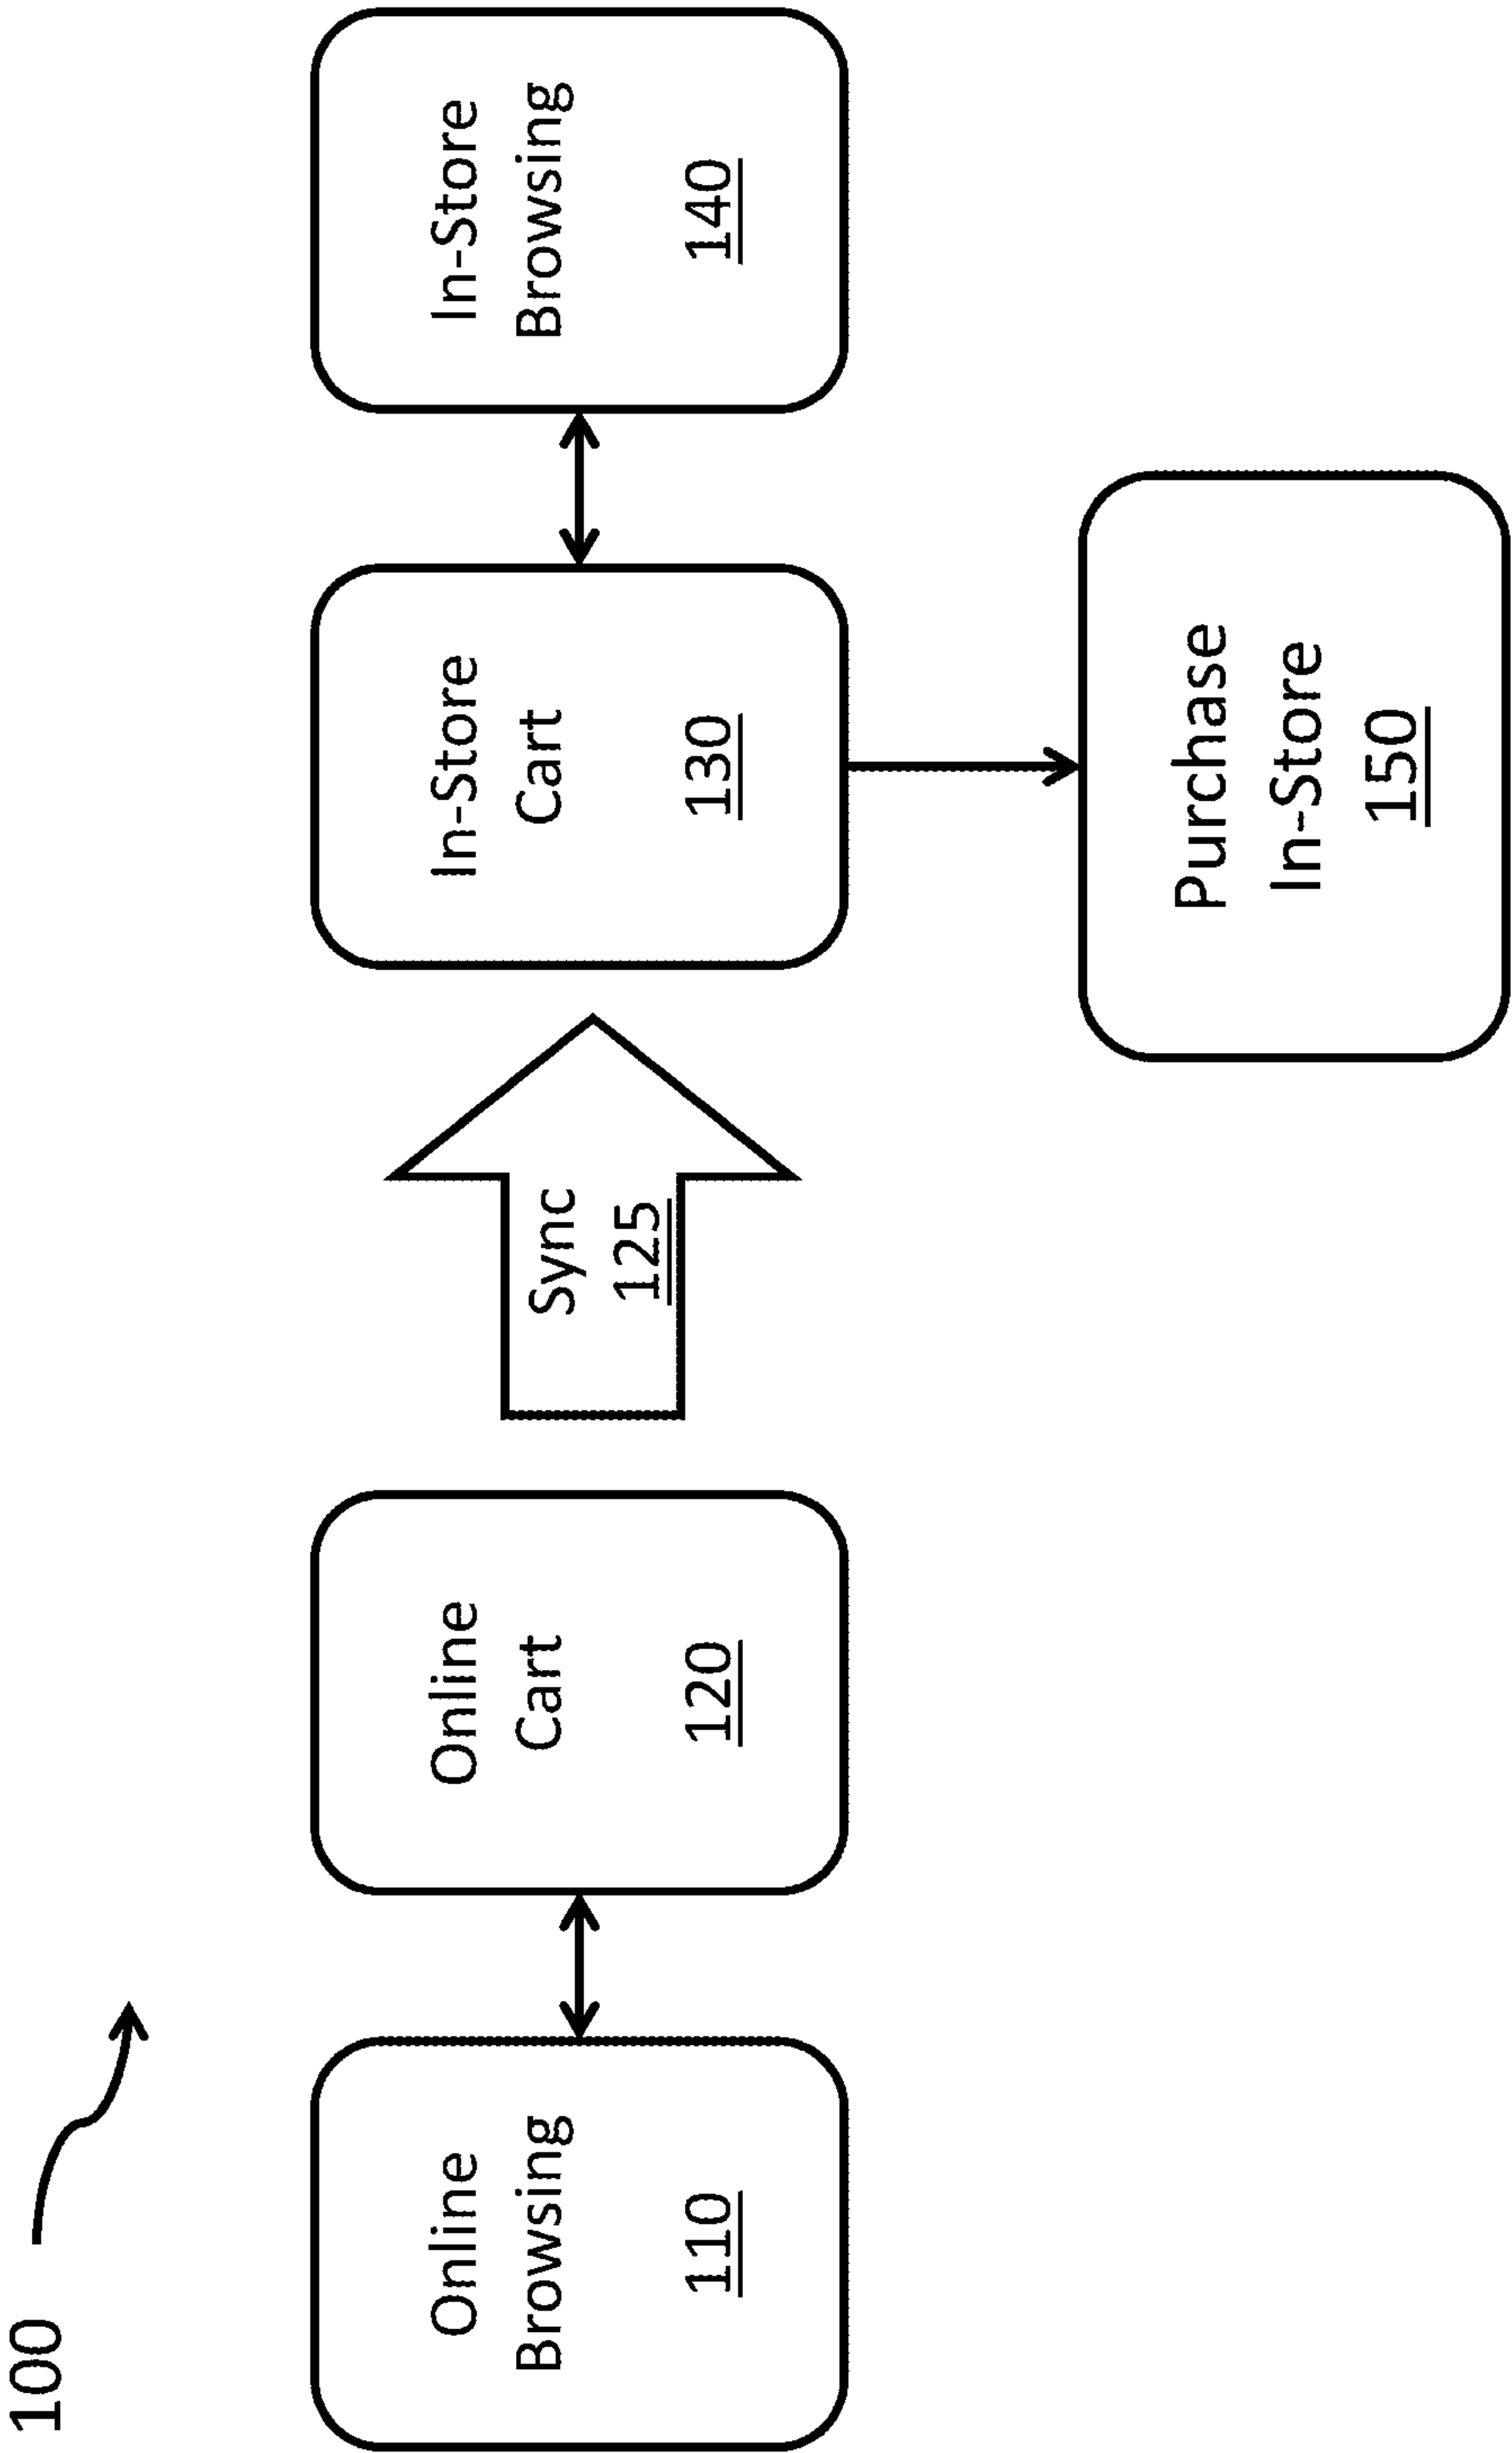 100
Online
Browsing
110
Online
Cart
120
Sync
125
In-Store
Cart
130
In-Store
Browsing
140
Purchase
In-Store
150